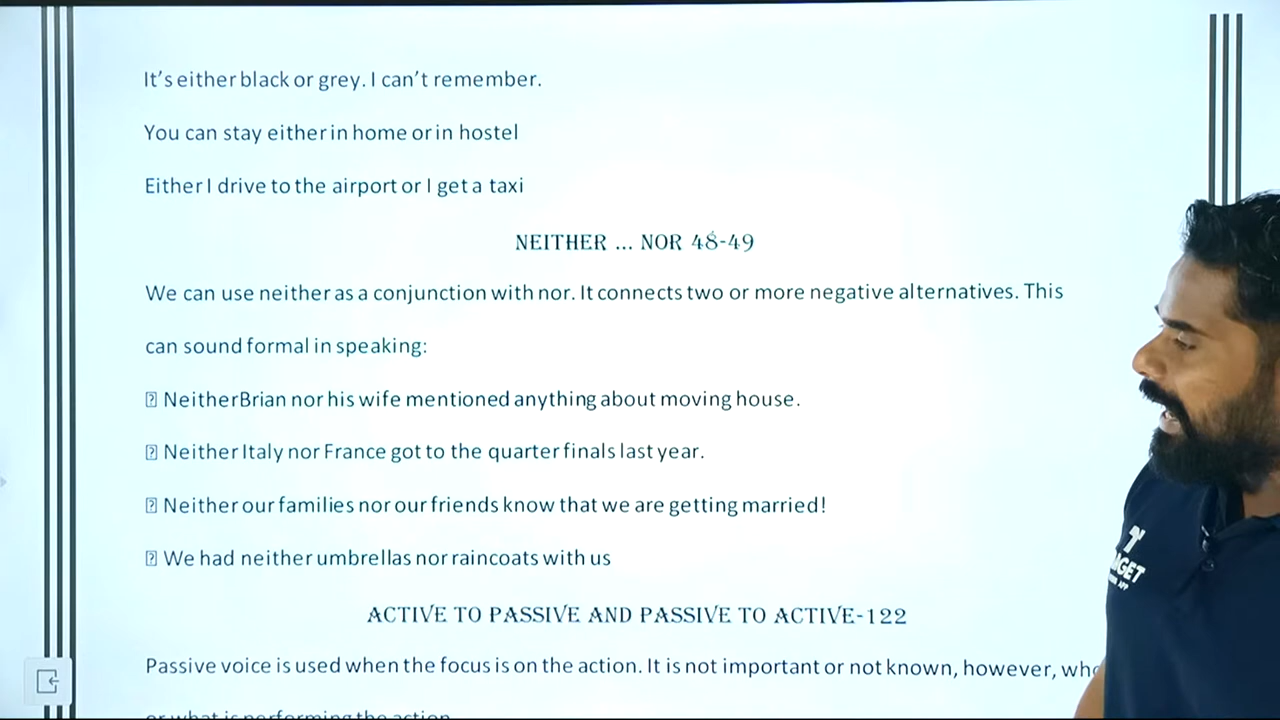 It's either black or grey. I can't remember.
You can stay either in home or in hostel
Either I drive to the airport or I get a taxi
NEITHER ... NOR 48-49
We can use neither as a conjunction with nor. It connects two or more negative alternatives. This
can sound formal in speaking:
Neither Brian nor his wife mentioned anything about moving house.
Neither Italy nor France got to the quarter finals last year.
Neither our families nor our friends know that we are getting married!
We had neither umbrellas nor raincoats with us
ACTIVE TO PASSIVE AND PASSIVE TO ACTIVE-122
Passive voice is used when the focus is on the action. It is not important or not known, however, who
or what is performing the action